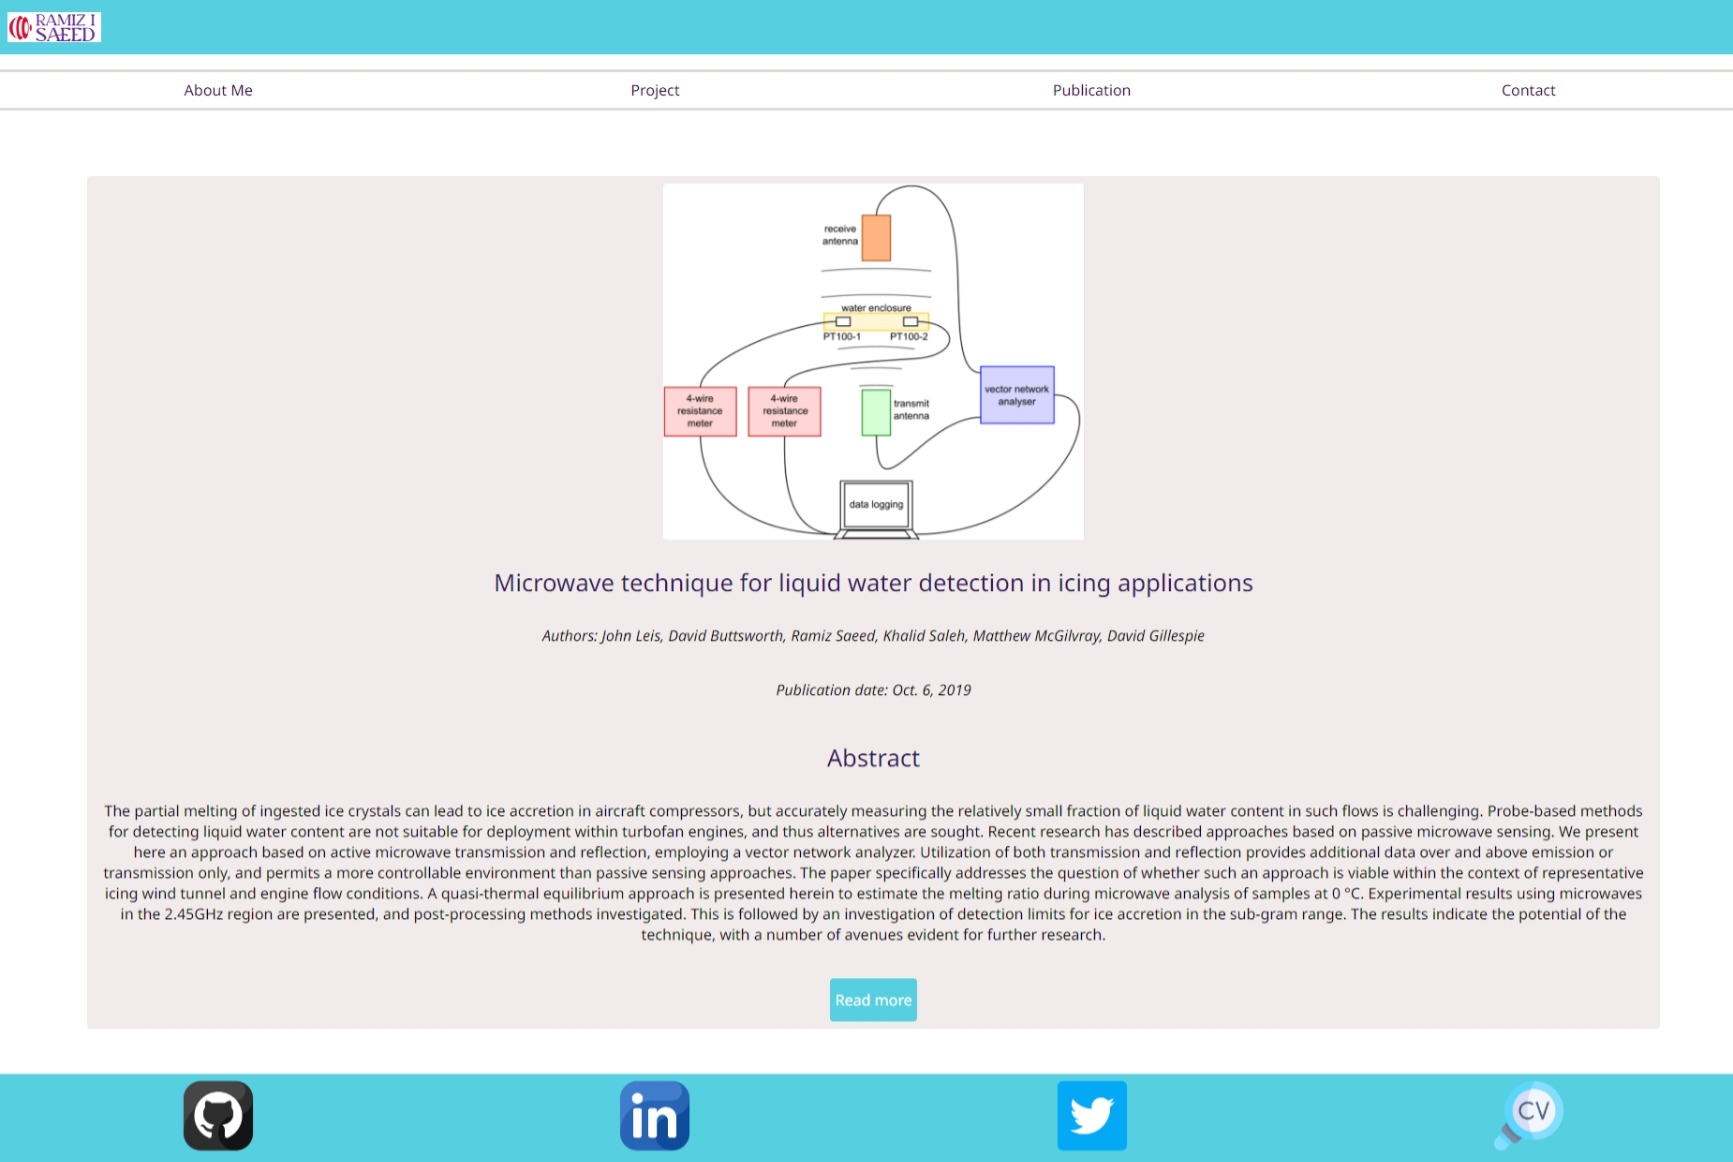 RAMIZ I
SAEED
About Me
Project
Publication
Contact
receive
antenna
water enclosure
PT100-1
PT100-2
4-wire
resistance
meter
4-wire
resistance
meter
transmit
antenna
vector network
analyser
data logging
Microwave technique for liquid water detection in icing applications
Authors: John Leis, David Buttsworth, Ramiz Saeed, Khalid Saleh, Matthew McGilvray, David Gillespie
Publication date: Oct. 6, 2019
Abstract
The partial melting of ingested ice crystals can lead to ice accretion in aircraft compressors, but accurately measuring the relatively small fraction of liquid water content in such flows is challenging. Probe-based methods
for detecting liquid water content are not suitable for deployment within turbofan engines, and thus alternatives are sought. Recent research has described approaches based on passive microwave sensing. We present
here an approach based on active microwave transmission and reflection, employing a vector network analyzer. Utilization of both transmission and reflection provides additional data over and above emission or
transmission only, and permits a more controllable environment than passive sensing approaches. The paper specifically addresses the question of whether such an approach is viable within the context of representative
icing wind tunnel and engine flow conditions. A quasi-thermal equilibrium approach is presented herein to estimate the melting ratio during microwave analysis of samples at 0 °C. Experimental results using microwaves
in the 2.45GHz region are presented, and post-processing methods investigated. This is followed by an investigation of detection limits for ice accretion in the sub-gram range. The results indicate the potential of the
technique, with a number of avenues evident for further research.
Read more
in
CV